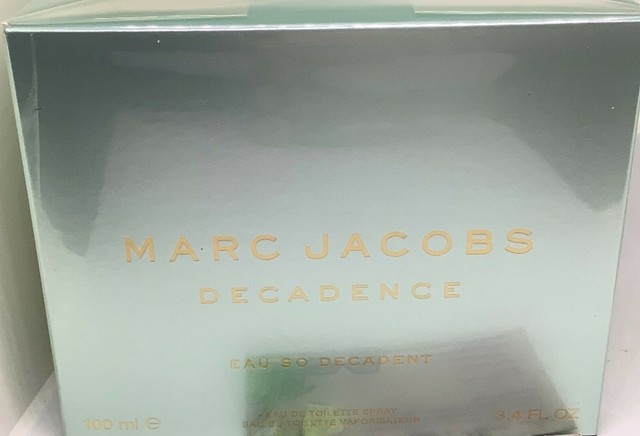 MARC JACOBS
DECADENCE
EAU SO DECADENT
EAU DE TOILETTE SPRAY
100 ml ℮ EAU DE TOILETTE VAPORISATEUR 3.4 FL OZ